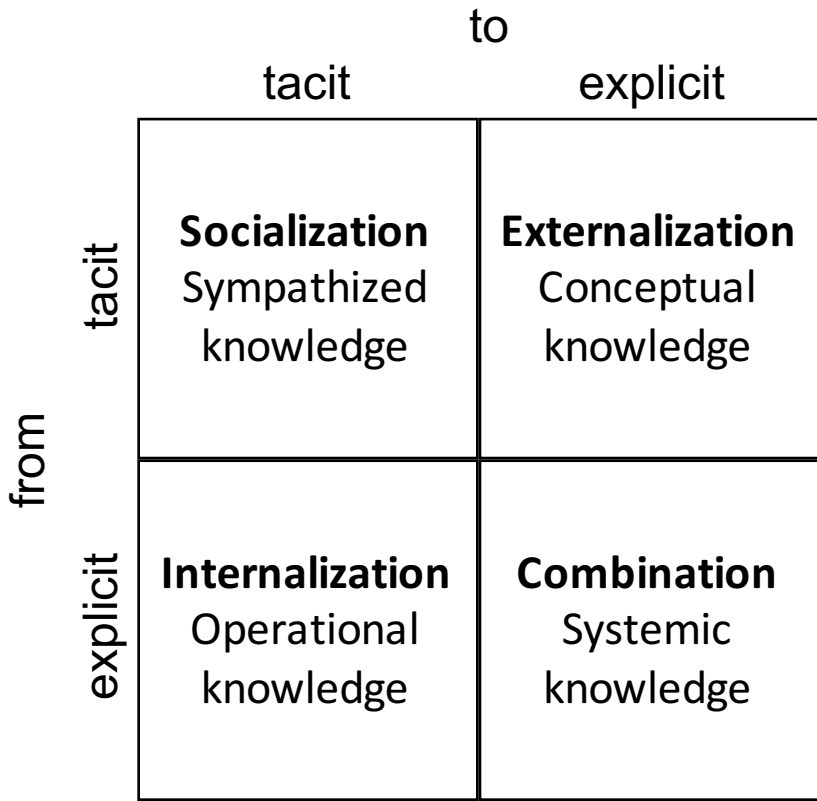 to
tacit
explicit
from
tacit
Socialization
Sympathized
knowledge
Externalization
Conceptual
knowledge
explicit
Internalization
Operational
knowledge
Combination
Systemic
knowledge